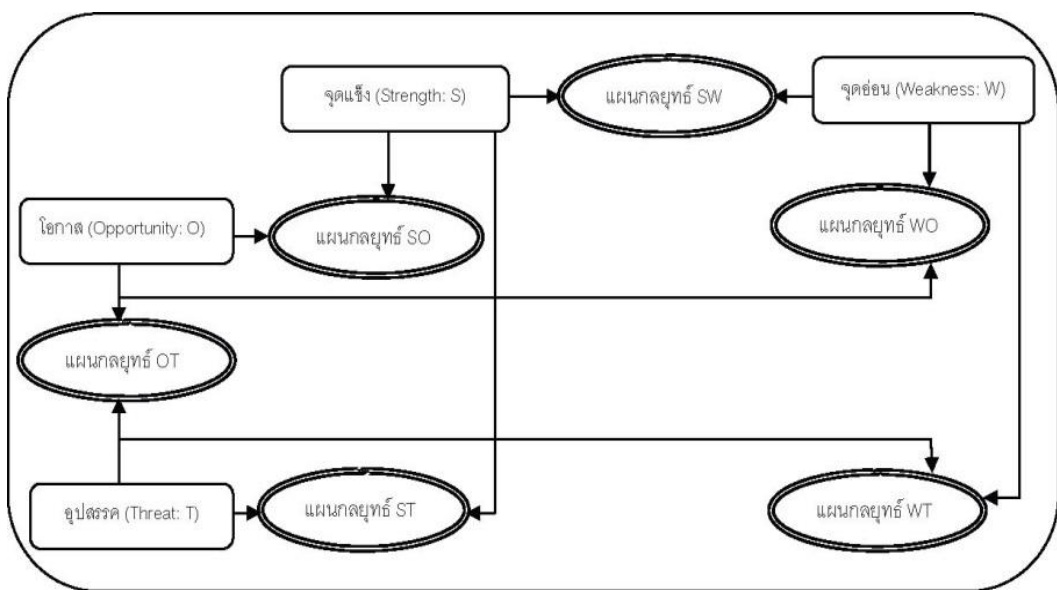 จุดแข็ง (Strength: S)
แผนกลยุทธ์ SW
จุดอ่อน (Weakness: W)
โอกาส (Opportunity: O)
แผนกลยุทธ์ SO
แผนกลยุทธ์ WO
แผนกลยุทธ์ OT
อุปสรรค (Threat: T)
แผนกลยุทธ์ ST
แผนกลยุทธ์ WT